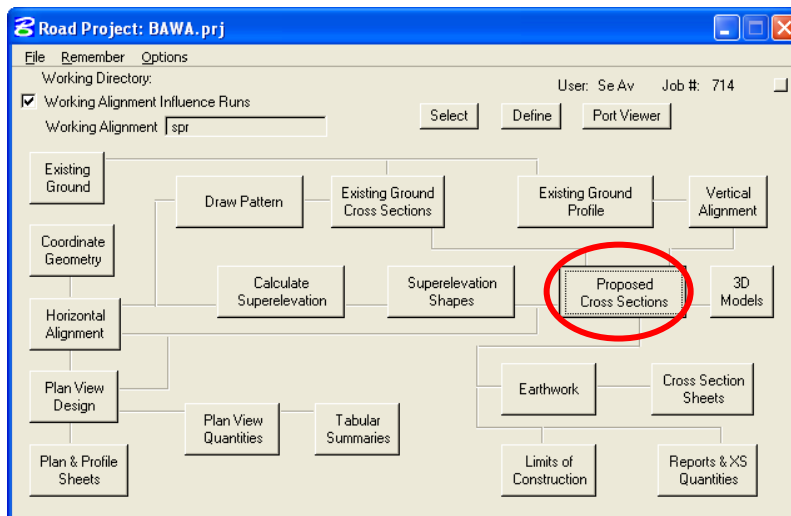 Road Project: BAWA.prj
File Remember Options
Working Directory:
User: Se Av Job #: 714
Working Alignment Influence Runs
Working Alignment spr
Select
Define
Port Viewer
Existing
Ground
Draw Pattern
Existing Ground
Cross Sections
Existing Ground
Profile
Vertical
Alignment
Coordinate
Geometry
Calculate
Superelevation
Superelevation
Shapes
Proposed
Cross Sections
3D
Models
Horizontal
Alignment
Plan View
Design
Plan View
Quantities
Tabular
Summaries
Earthwork
Cross Section
Sheets
Plan & Profile
Sheets
Limits of
Construction
Reports & XS
Quantities